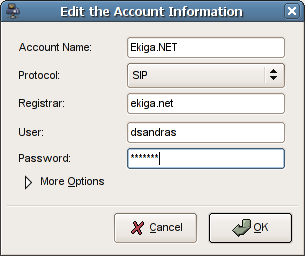 Edit the Account Information
Account Name: Ekiga.NET
Protocol: SIP
Registrar: ekiga.net
User: dsandras
Password: *******
More Options
Cancel OK